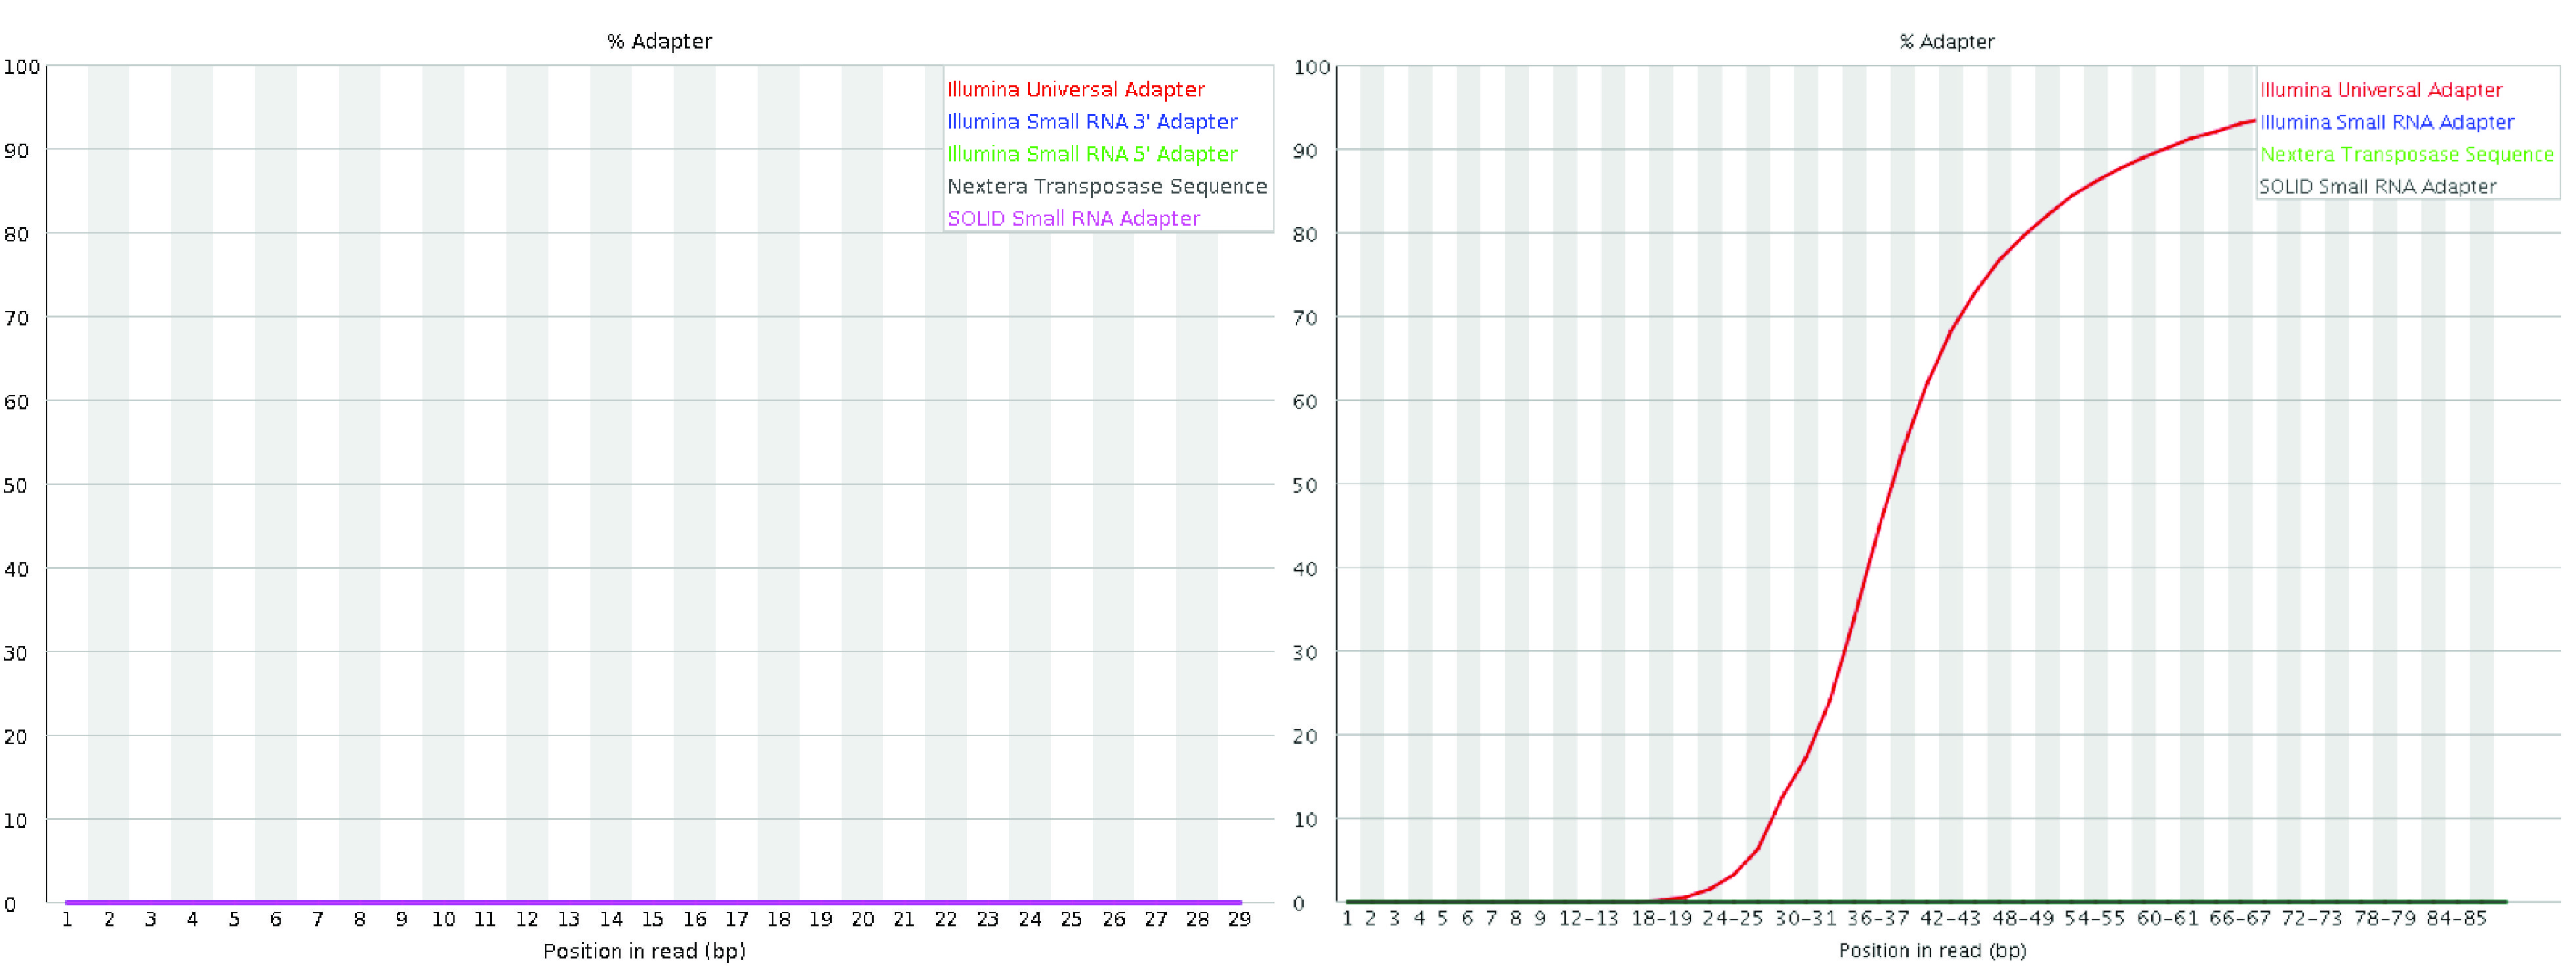 % Adapter
100
90
80
70
60
50
40
30
20
10
0
Illumina Universal Adapter
Illumina Small RNA 3' Adapter
Illumina Small RNA 5' Adapter
Nextera Transposase Sequence
SOLID Small RNA Adapter
1 2 3 4 5 6 7 8 9 10 11 12 13 14 15 16 17 18 19 20 21 22 23 24 25 26 27 28 29
Position in read (bp)
% Adapter
100
90
80
70
60
50
40
30
20
10
0
Illumina Universal Adapter
Illumina Small RNA Adapter
Nextera Transposase Sequence
SOLID Small RNA Adapter
1 2 3 4 5 6 7 8 9 12-13 18-19 24-25 30-31 36-37 42-43 48-49 54-55 60-61 66-67 72-73 78-79 84-85
Position in read (bp)